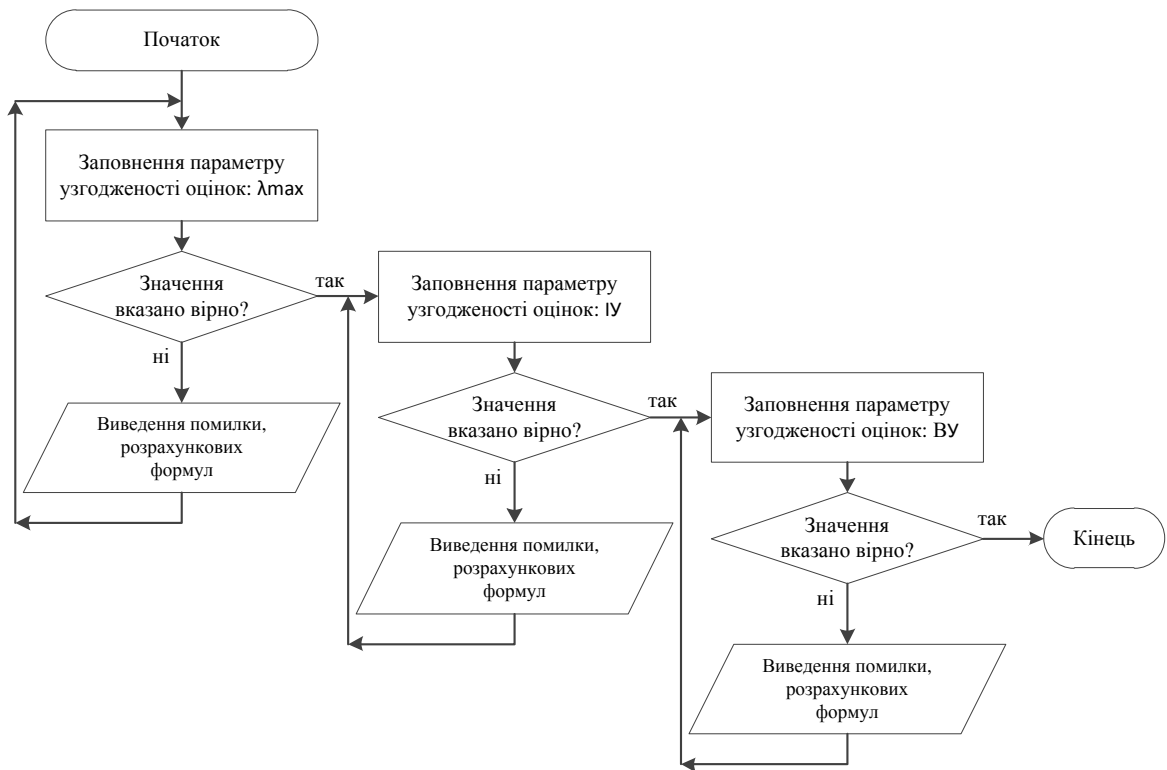 Початок
Заповнення параметру
узгодженості оцінок: λmax
Значення
вказано вірно?
так
ні
Виведення помилки,
розрахункових
формул
Заповнення параметру
узгодженості оцінок: ІУ
Значення
вказано вірно?
так
ні
Виведення помилки,
розрахункових
формул
Заповнення параметру
узгодженості оцінок: ВУ
Значення
вказано вірно?
так
ні
Виведення помилки,
розрахункових
формул
Кінець